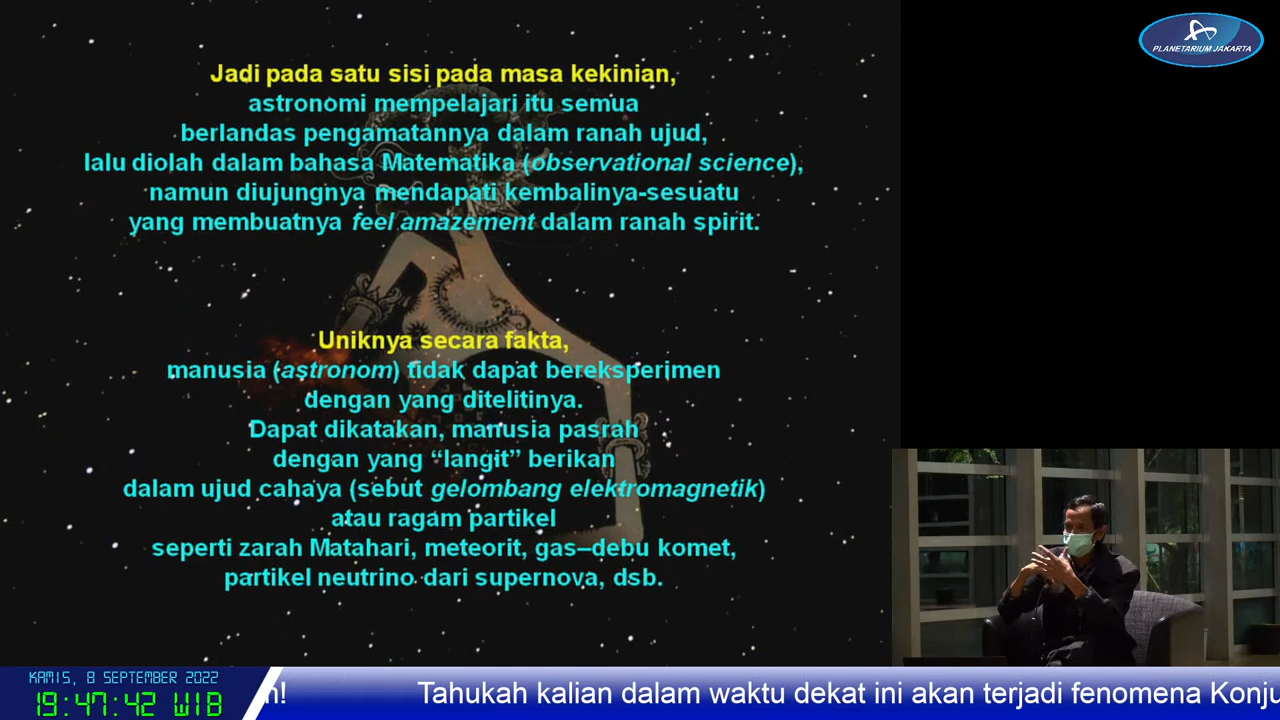 Jadi pada satu sisi pada masa kekinian,
astronomi mempelajari itu semua
berlandas pengamatannya dalam ranah ujud,
lalu diolah dalam bahasa Matematika (observational science),
namun diujungnya mendapati kembalinya-sesuatu
yang membuatnya feel amazement dalam ranah spirit.
Uniknya secara fakta,
manusia (astronom) tidak dapat bereksperimen
dengan yang ditelitinya.
Dapat dikatakan, manusia pasrah
dengan yang “langit” berikan
dalam ujud cahaya (sebut gelombang elektromagnetik)
atau ragam partikel
seperti zarah Matahari, meteorit, gas–debu komet,
partikel neutrino dari supernova, dsb.
PLANETARIUM JAKARTA
KAMIS, 8 SEPTEMBER 2022
19:47:42 WIB
Tahukah kalian dalam waktu dekat ini akan terjadi fenomena Konju